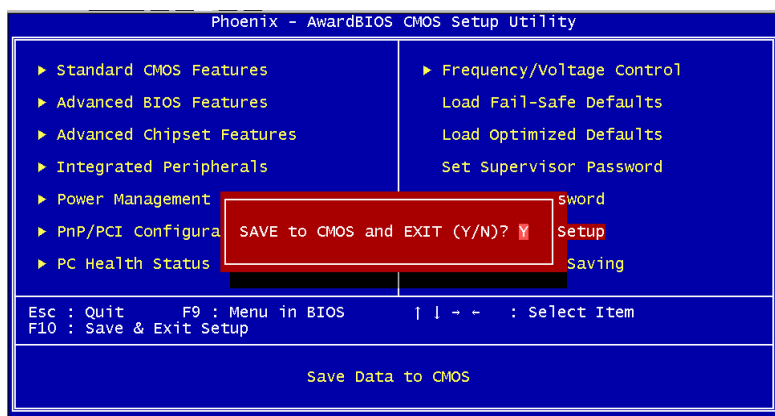 Phoenix - AwardBIOS CMOS Setup Utility
▶ Standard CMOS Features
▶ Advanced BIOS Features
▶ Advanced Chipset Features
▶ Integrated Peripherals
▶ Power Management
▶ PnP/PCI Configura
▶ PC Health Status
▶ Frequency/Voltage Control
Load Fail-Safe Defaults
Load Optimized Defaults
Set Supervisor Password
sword
Setup
Saving
SAVE to CMOS and EXIT (Y/N)? Y
Esc : Quit F9 : Menu in BIOS ↑ ↓ → ← : Select Item
F10 : Save & Exit Setup
Save Data to CMOS